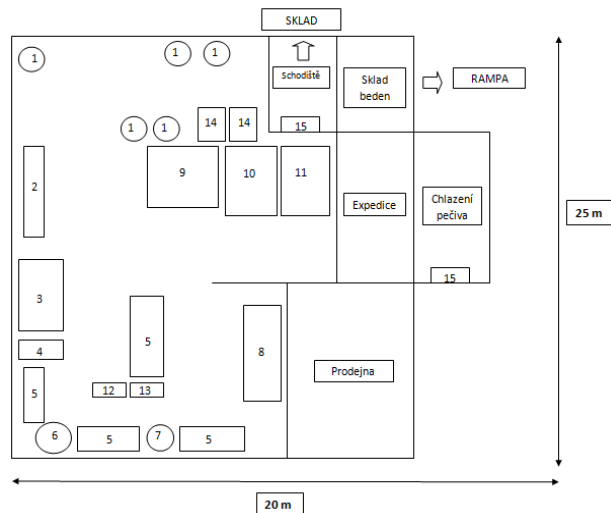 SKLAD
1
1
1
Schodiště
Sklad
beden
RAMPA
1
1
14
14
15
2
9
10
11
Expedice
Chlazení
pečiva
25 m
15
3
5
8
4
5
12
13
Prodejna
6
5
7
5
20 m